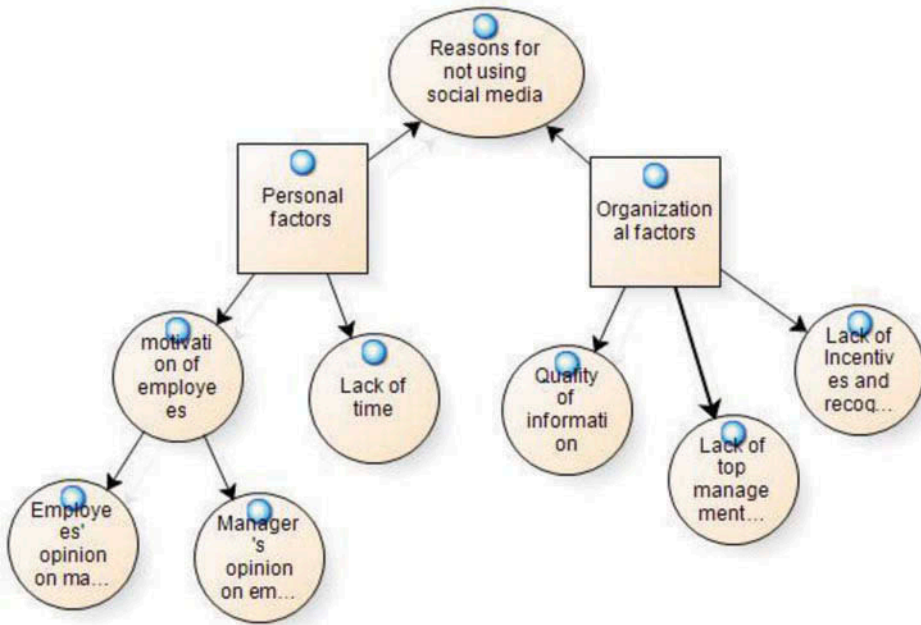 Reasons for
not using
social media
Personal
factors
Organization
al factors
motivati
on of
employe
es
Lack of
time
Quality
of
informati
on
Lack of
top
manage
ment...
Lack of
Incentiv
es and
recog...
Employe
es'
opinion
on ma...
Manager
's
opinion
on em...